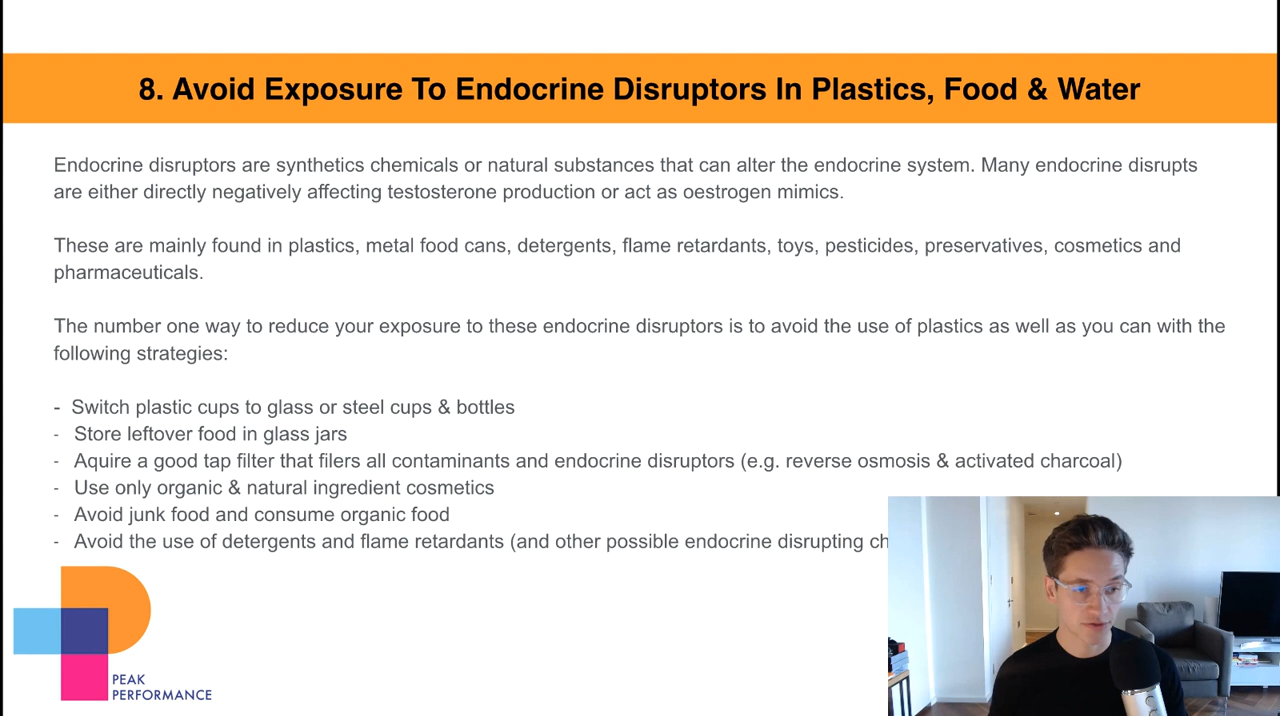 8. Avoid Exposure To Endocrine Disruptors In Plastics, Food & Water
Endocrine disruptors are synthetics chemicals or natural substances that can alter the endocrine system. Many endocrine disrupts
are either directly negatively affecting testosterone production or act as oestrogen mimics.
These are mainly found in plastics, metal food cans, detergents, flame retardants, toys, pesticides, preservatives, cosmetics and
pharmaceuticals.
The number one way to reduce your exposure to these endocrine disruptors is to avoid the use of plastics as well as you can with the
following strategies:
- Switch plastic cups to glass or steel cups & bottles
- Store leftover food in glass jars
- Aquire a good tap filter that filers all contaminants and endocrine disruptors (e.g. reverse osmosis & activated charcoal)
- Use only organic & natural ingredient cosmetics
- Avoid junk food and consume organic food
- Avoid the use of detergents and flame retardants (and other possible endocrine disrupting ch
PEAK
PERFORMANCE